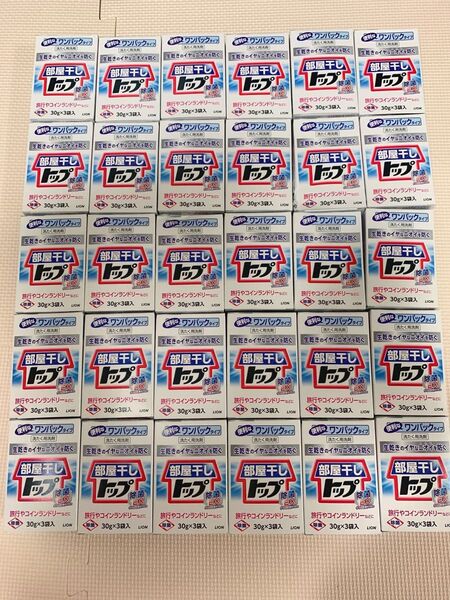 便利な ワンパックタイプ
洗たく用洗剤
生乾きのイヤなニオイを防ぐ
部屋干し
トップ
除菌
旅行やコインランドリーなどに
除菌 30g×3袋入
LION